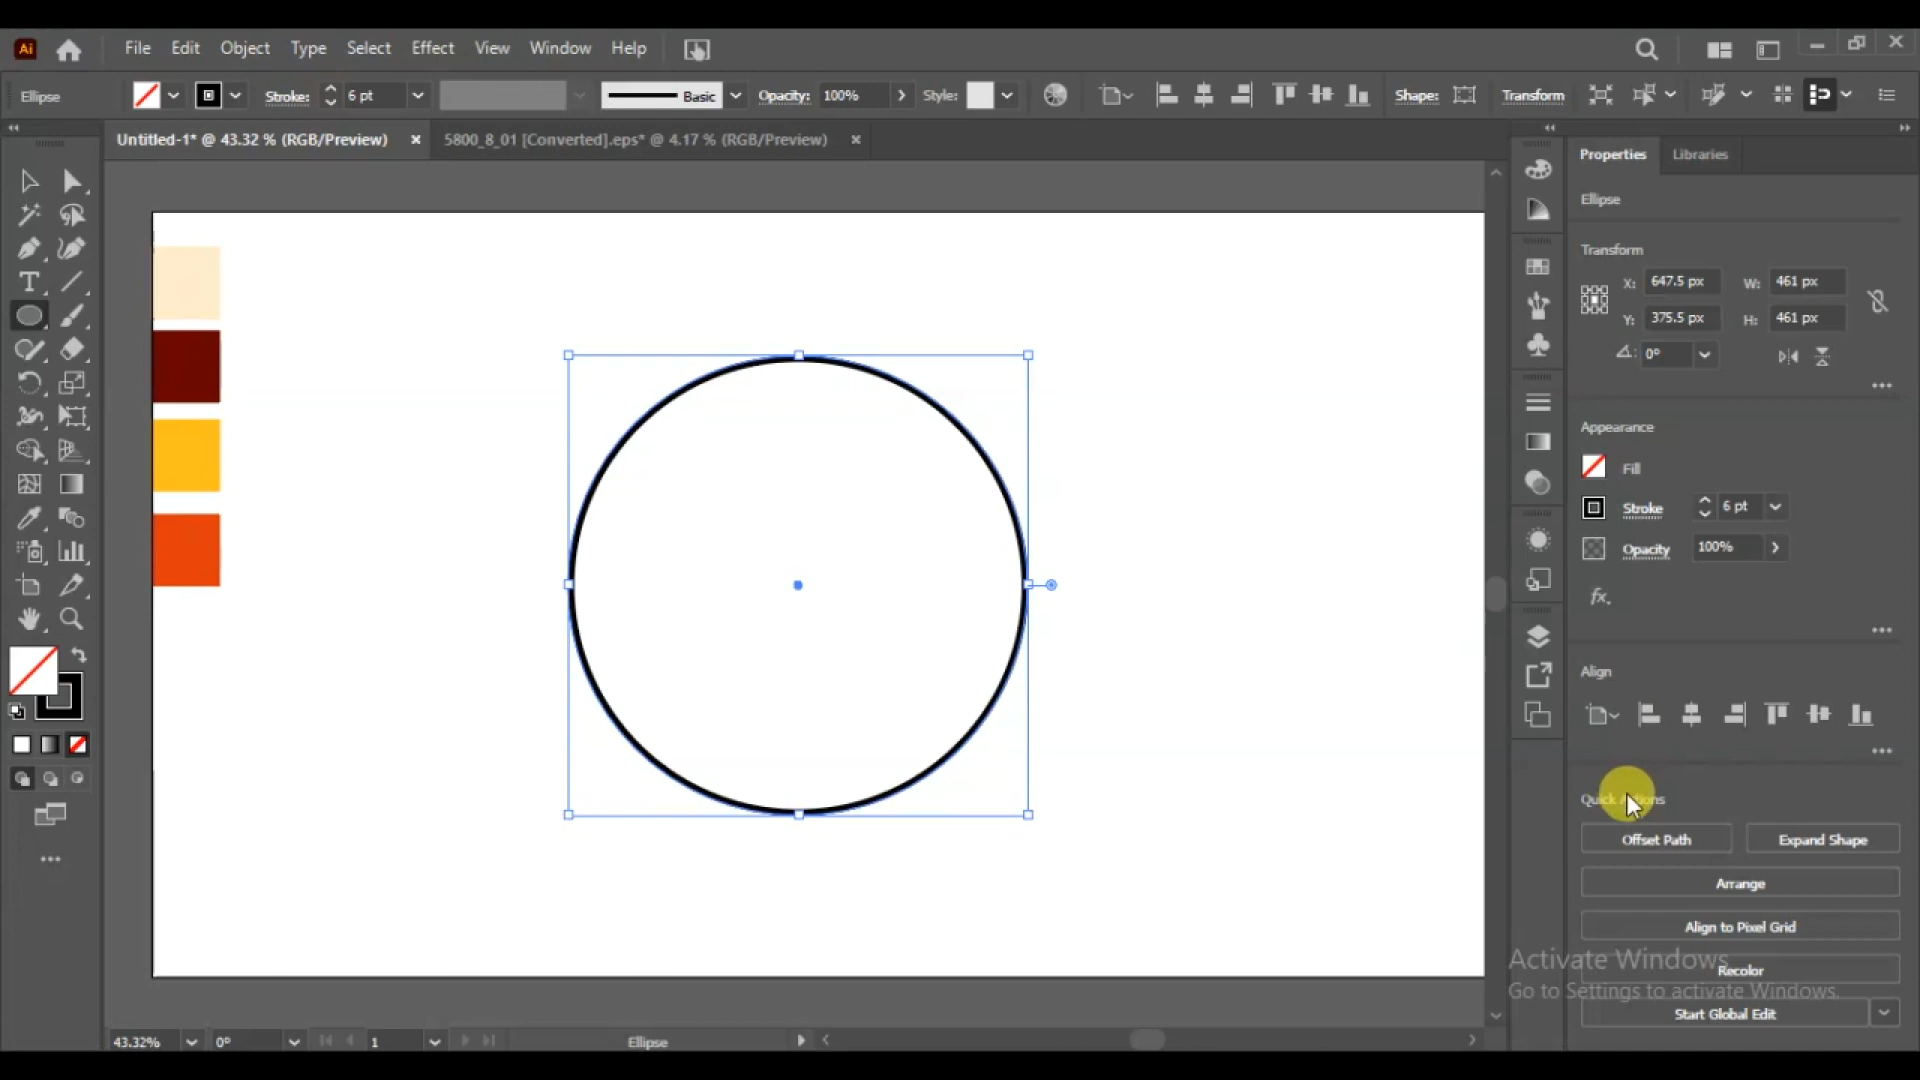 Ai File Edit Object Type Select Effect View Window Help
Ellipse Stroke: 6 pt Basic Opacity: 100% Style: Shape: Transform
Untitled-1* @ 43.32 % (RGB/Preview) × 5800_8_01 [Converted].eps* @ 4.17 % (RGB/Preview) ×
Properties Libraries
Ellipse
Transform
X: 647.5 px W: 461 px
Y: 375.5 px H: 461 px
0°
Appearance
Fill
Stroke 6 pt
Opacity 100%
fx.
Align
Quick Actions
Offset Path Expand Shape
Arrange
Align to Pixel Grid
Activate Windows
Recolor
Go to Settings to activate Windows.
Start Global Edit
43.32% 0° 1 Ellipse